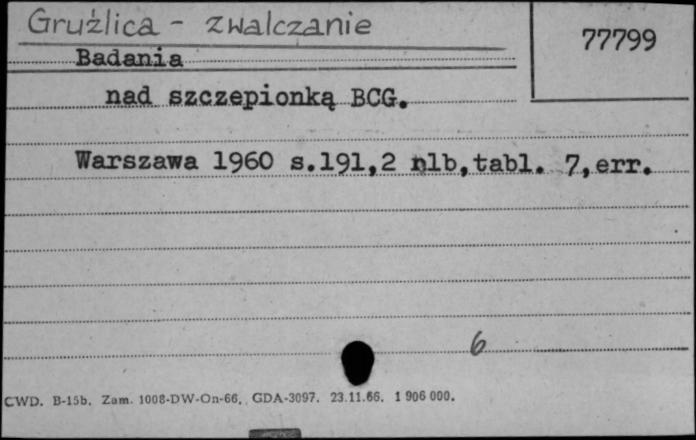 Gruźlica - zwalczanie
77799
Badania
nad szczepionką BCG.
Warszawa 1960 s.191,2 nlb,tabl. 7,err.
6
CWD. B-15b. Zam. 1008-DW-On-66. GDA-3097. 23.11.66. 1 906 000.